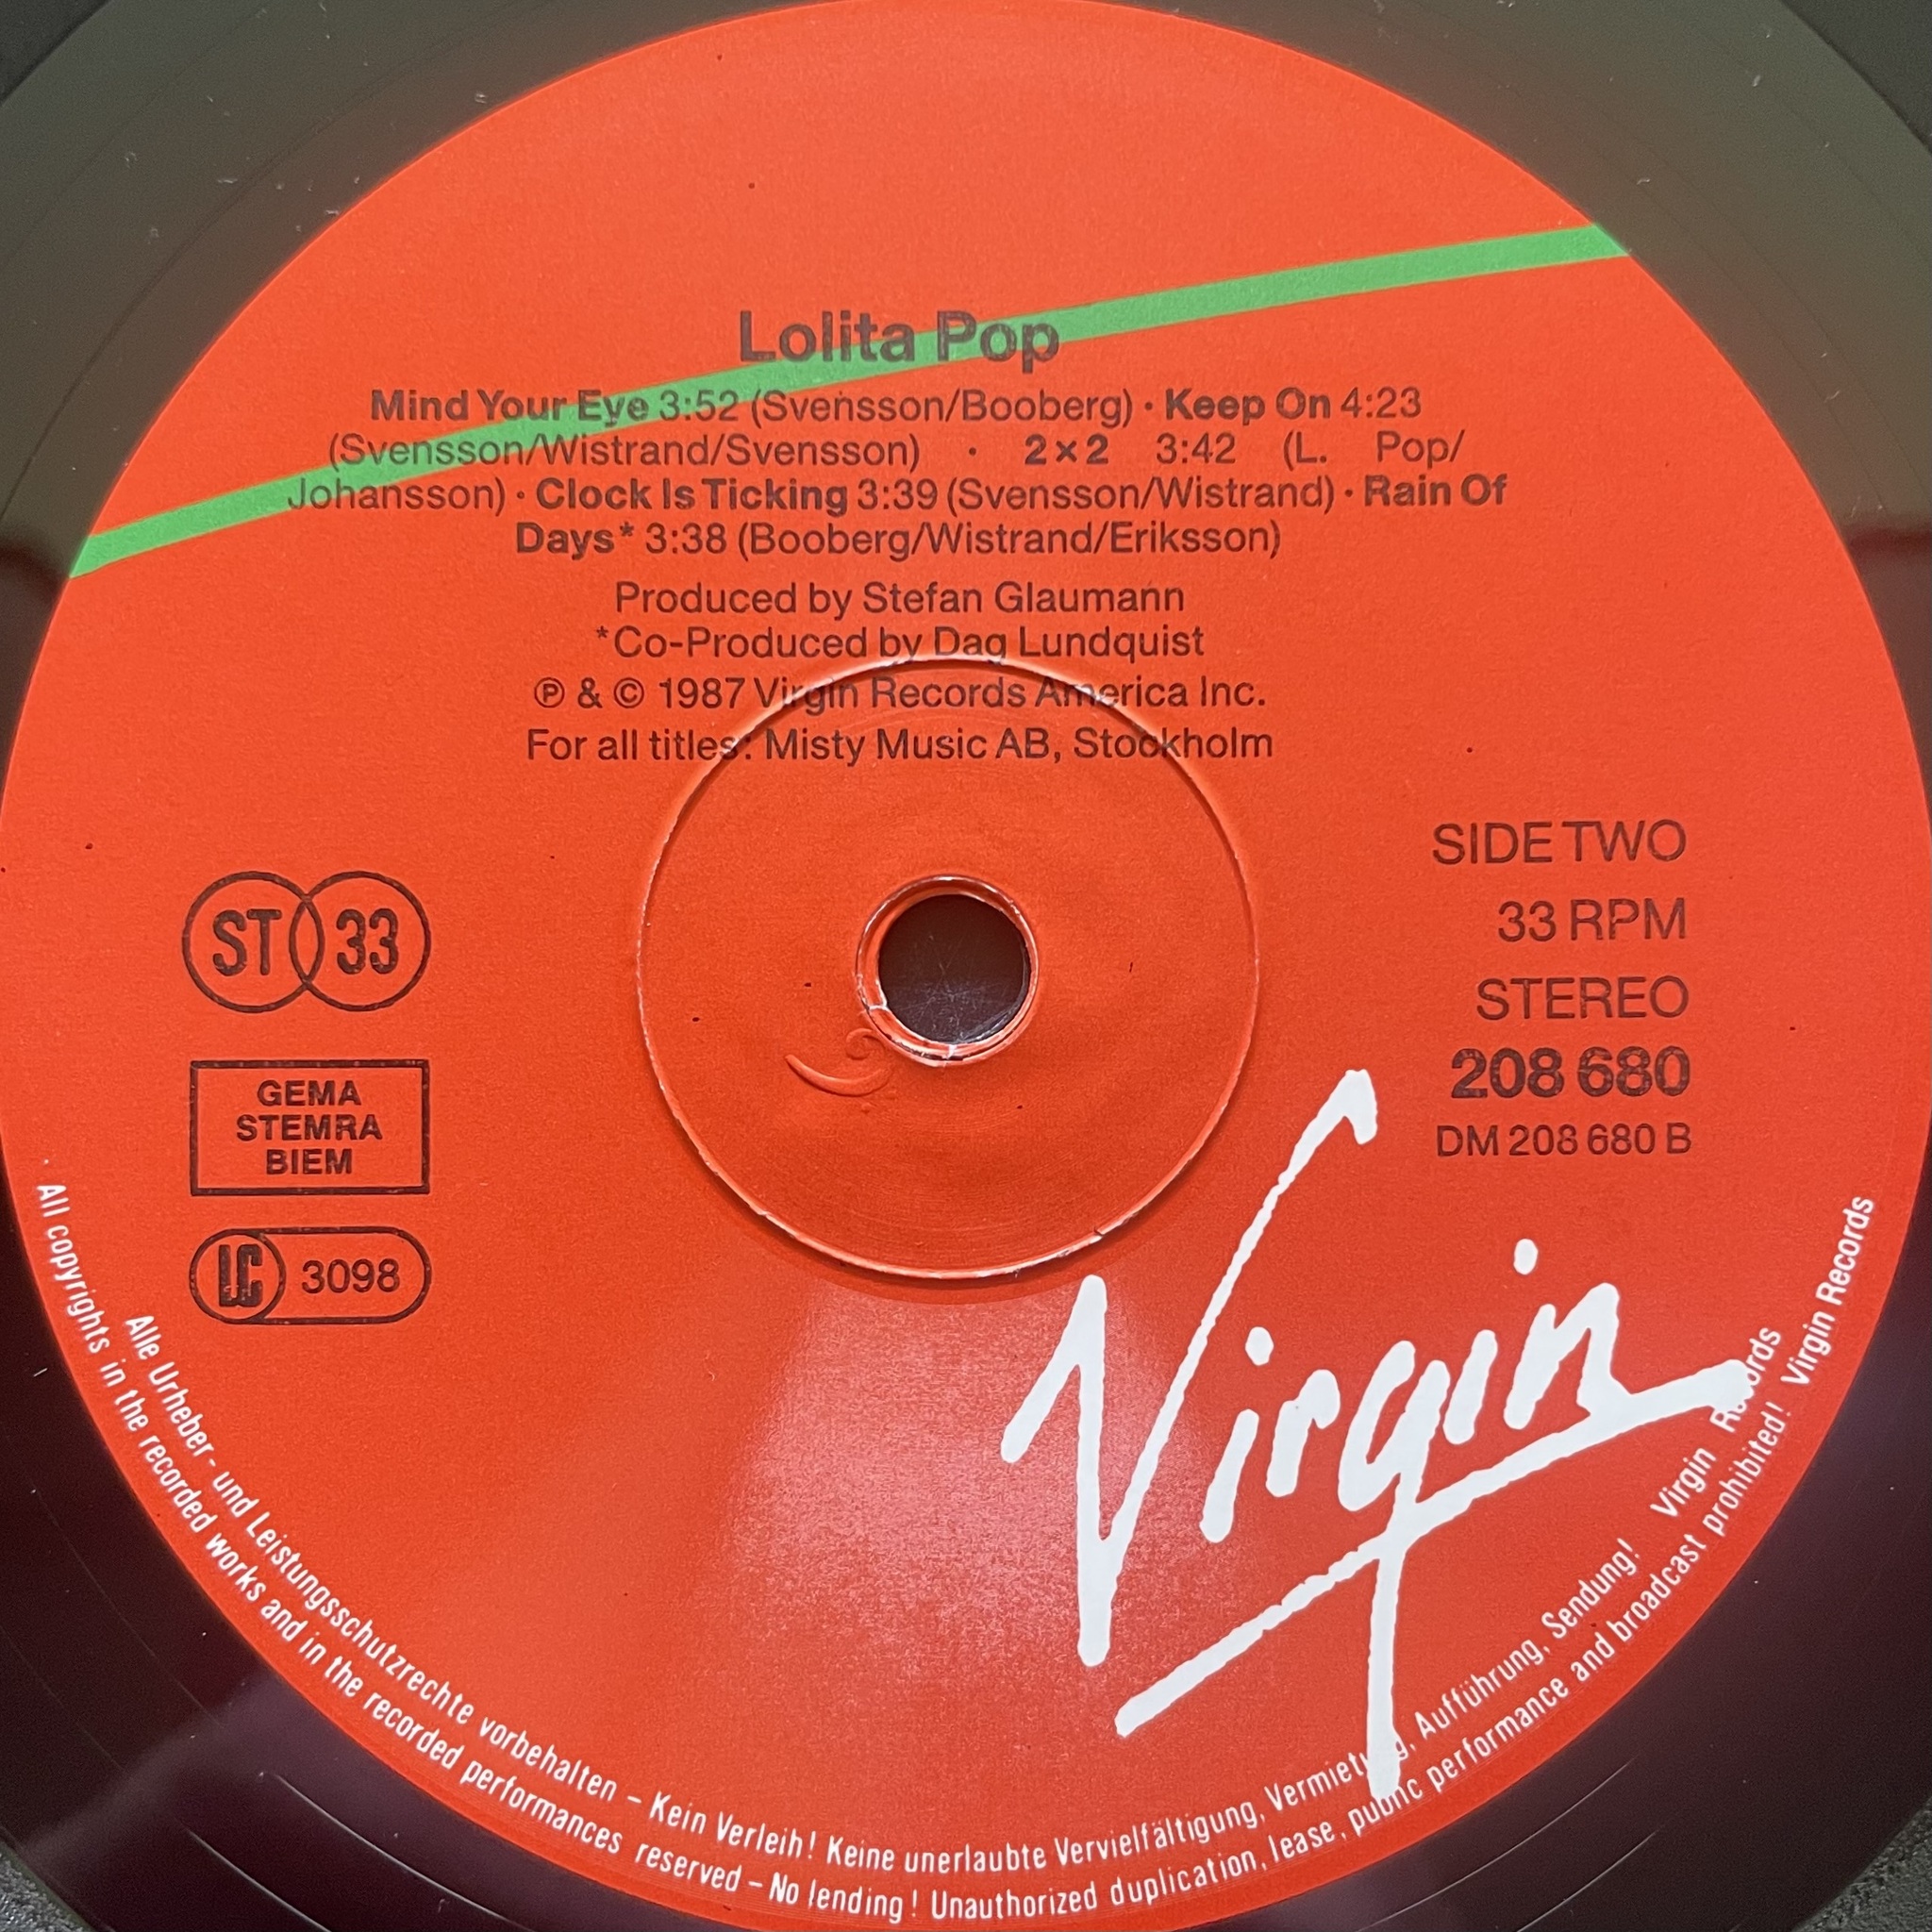 Lolita Pop
Mind Your Eye 3:52 (Svensson/Booberg) · Keep On 4:23
(Svensson/Wistrand/Svensson) · 2×2 3:42 (L. Pop/
Johansson) · Clock Is Ticking 3:39 (Svensson/Wistrand) · Rain Of
Days* 3:38 (Booberg/Wistrand/Eriksson)
Produced by Stefan Glaumann
*Co-Produced by Dag Lundquist
℗ & © 1987 Virgin Records America Inc.
For all titles: Misty Music AB, Stockholm
SIDE TWO
33 RPM
STEREO
208 680
DM 208 680 B
ST 33
GEMA
STEMRA
BIEM
LC 3098
Virgin
Alle Urheber- und Leistungsschutzrechte vorbehalten – Kein Verleih! Keine unerlaubte Vervielfältigung, Vermietung, Aufführung, Sendung! Virgin Records
All copyrights in the recorded works and in the recorded performances reserved – No lending! Unauthorized duplication, lease, public performance and broadcast prohibited! Virgin Records